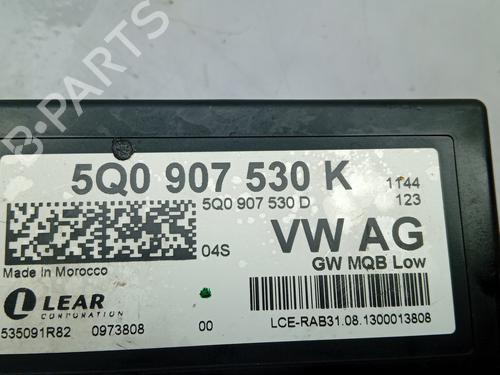 B-PARTS
5Q0 907 530 K
1144
5Q0 907 530 D
123
04S
VW AG
GW MQB Low
Made In Morocco
LEAR
CORPORATION
535091R82 0973808 00
LCE-RAB31.08.1300013808